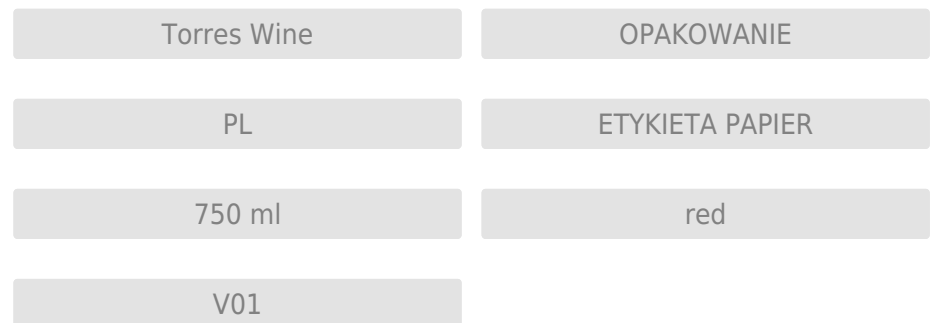 Torres Wine
OPAKOWANIE
PL
ETYKIETA PAPIER
750 ml
red
V01